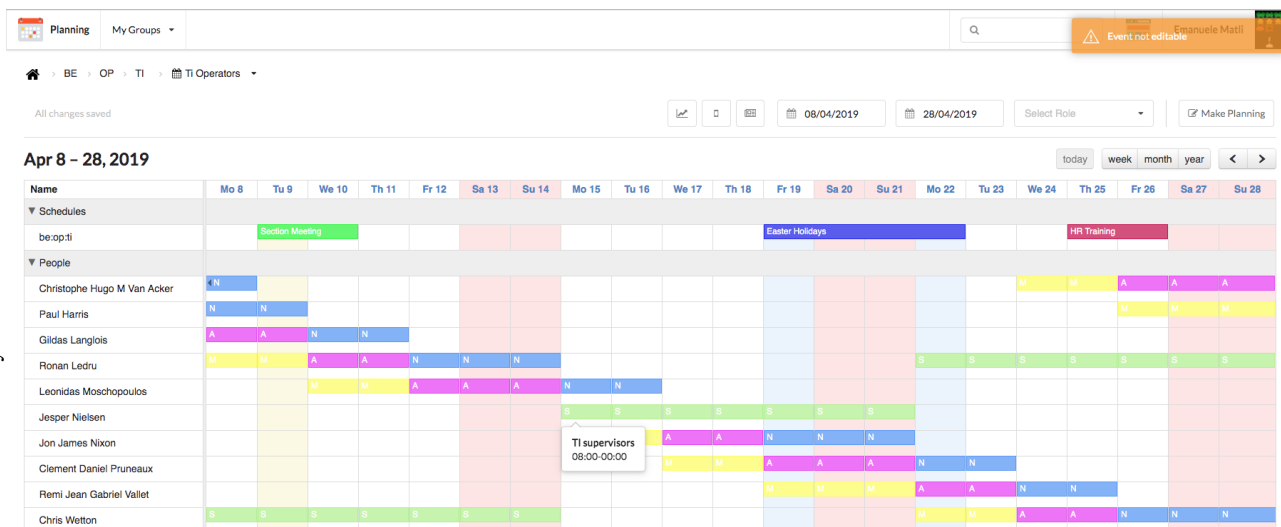 Planning My Groups Emanuele Matli
Event not editable
BE > OP > TI > Ti Operators
All changes saved 08/04/2019 28/04/2019 Select Role Make Planning
Apr 8 – 28, 2019 today week month year < >
Name Mo 8 Tu 9 We 10 Th 11 Fr 12 Sa 13 Su 14 Mo 15 Tu 16 We 17 Th 18 Fr 19 Sa 20 Su 21 Mo 22 Tu 23 We 24 Th 25 Fr 26 Sa 27 Su 28
Schedules
be:op:ti Section Meeting Easter Holidays HR Training
People
Christophe Hugo M Van Acker N M M A A A
Paul Harris N N M M M
Gildas Langlois A A N N
Ronan Ledru M M A A N N N S S S S S S S
Leonidas Moschopoulos M M A A A N N
Jesper Nielsen S S S S S S S
Jon James Nixon A A N N N
TI supervisors
08:00-00:00
Clement Daniel Pruneaux M M A A A N N
Remi Jean Gabriel Vallet M M M A A N N
Chris Wetton S S S S S S S M M A A N N N